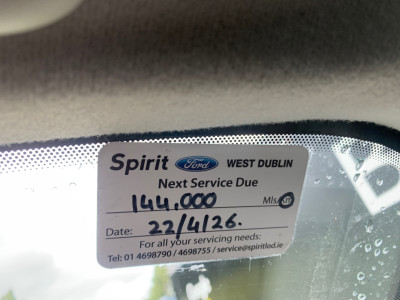 Spirit Ford WEST DUBLIN
Next Service Due
144,000 Mls/Km
Date: 22/4/26.
For all your servicing needs:
Tel: 01 4698790 / 4698755 / service@spiritlod.ie